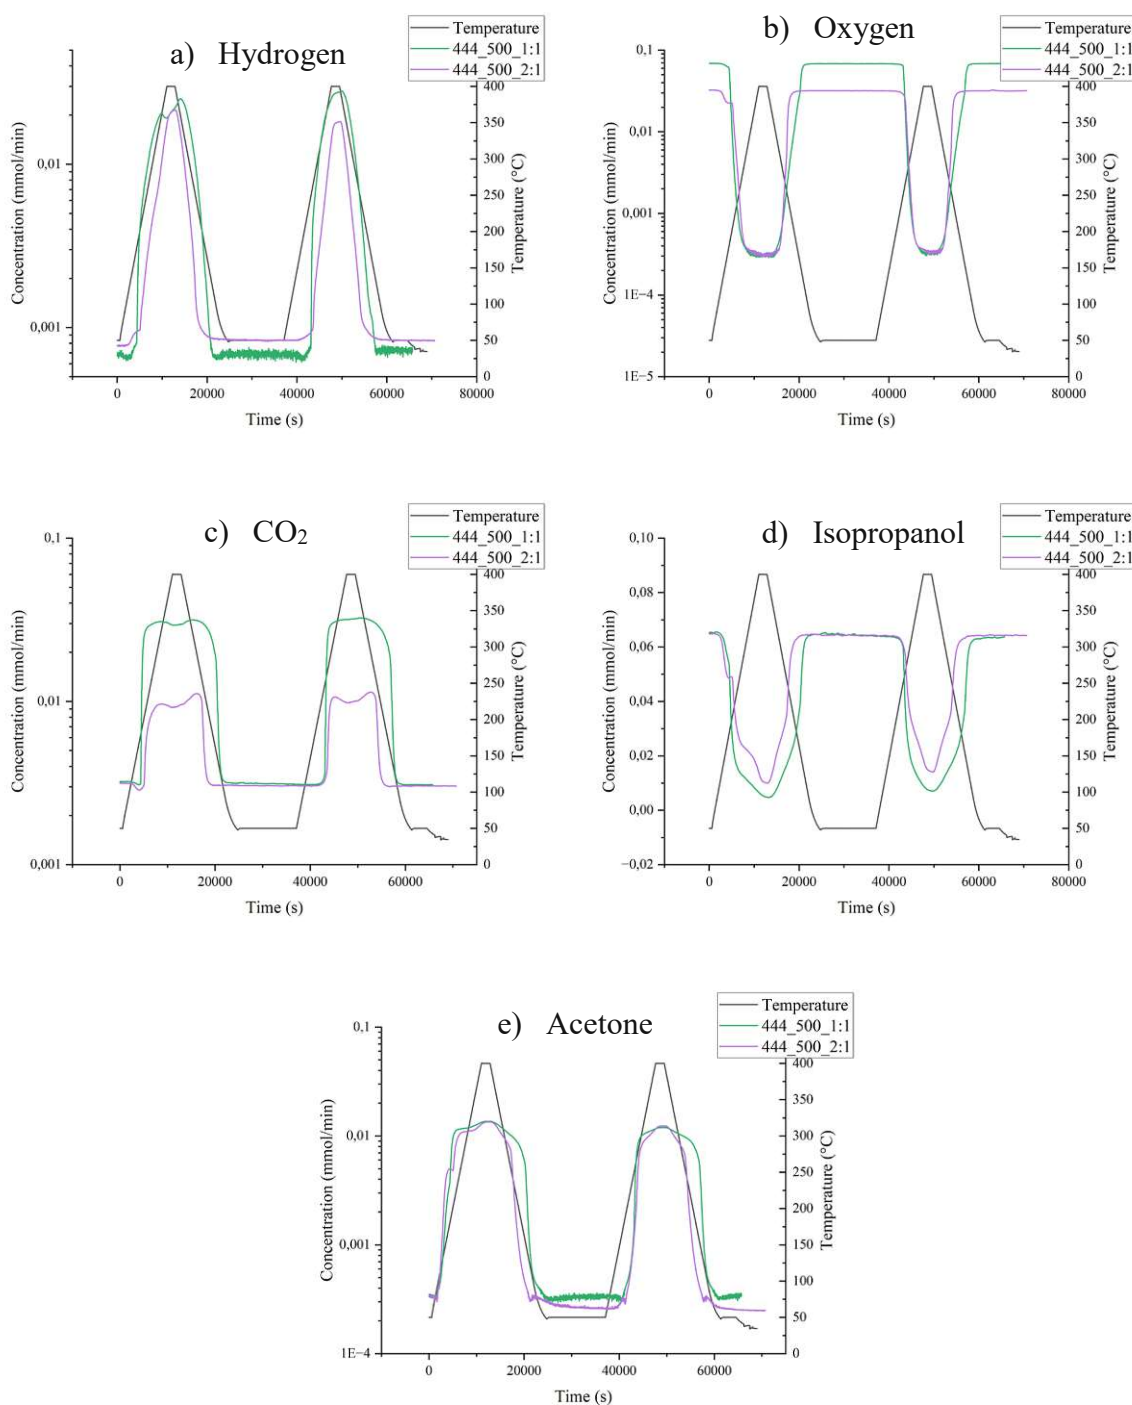 Temperature
444_500_1:1
444_500_2:1
a) Hydrogen
0,01
0,001
Concentration (mmol/min)
400
350
300
250
200
150
100
50
0
Temperature (°C)
0 20000 40000 60000 80000
Time (s)
Temperature
444_500_1:1
444_500_2:1
b) Oxygen
0,1
0,01
0,001
1E−4
1E−5
Concentration (mmol/min)
400
350
300
250
200
150
100
50
0
Temperature (°C)
0 20000 40000 60000 80000
Time (s)
Temperature
444_500_1:1
444_500_2:1
c) CO₂
0,1
0,01
0,001
Concentration (mmol/min)
400
350
300
250
200
150
100
50
0
Temperature (°C)
0 20000 40000 60000
Time (s)
Temperature
444_500_1:1
444_500_2:1
d) Isopropanol
0,10
0,08
0,06
0,04
0,02
0,00
−0,02
Concentration (mmol/min)
400
350
300
250
200
150
100
50
0
Temperature (°C)
0 20000 40000 60000 80000
Time (s)
Temperature
444_500_1:1
444_500_2:1
e) Acetone
0,1
0,01
0,001
1E−4
Concentration (mmol/min)
400
350
300
250
200
150
100
50
0
Temperature (°C)
0 20000 40000 60000
Time (s)